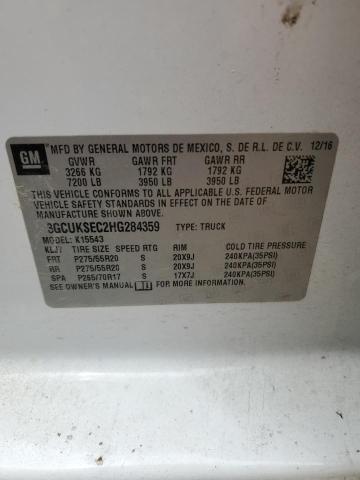 GM
MFD BY GENERAL MOTORS DE MEXICO, S. DE R.L. DE C.V. 12/16
GVWR GAWR FRT GAWR RR
3266 KG 1792 KG 1792 KG
7200 LB 3950 LB 3950 LB
THIS VEHICLE CONFORMS TO ALL APPLICABLE U.S. FEDERAL MOTOR
VEHICLE SAFETY STANDARDS IN EFFECT ON THE DATE OF
MANUFACTURE SHOWN ABOVE.
3GCUKSEC2HG284359 TYPE: TRUCK
MODEL: K15543
KLJ7 TIRE SIZE SPEED RTG RIM COLD TIRE PRESSURE
FRT P275/55R20 S 20X9J 240KPA(35PSI)
RR P275/55R20 S 20X9J 240KPA(35PSI)
SPA P265/70R17 S 17X7J 240KPA(35PSI)
SEE OWNER'S MANUAL FOR MORE INFORMATION.